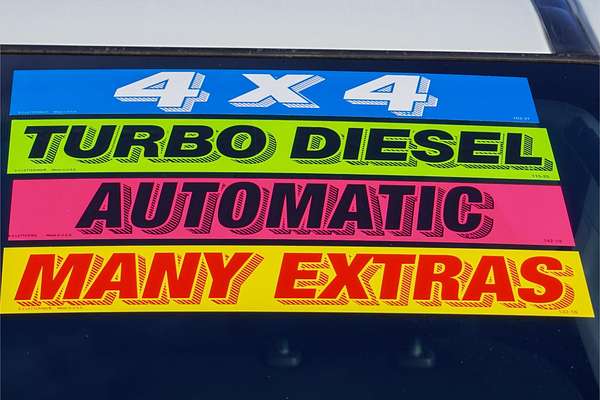 4 X 4
TURBO DIESEL
AUTOMATIC
MANY EXTRAS